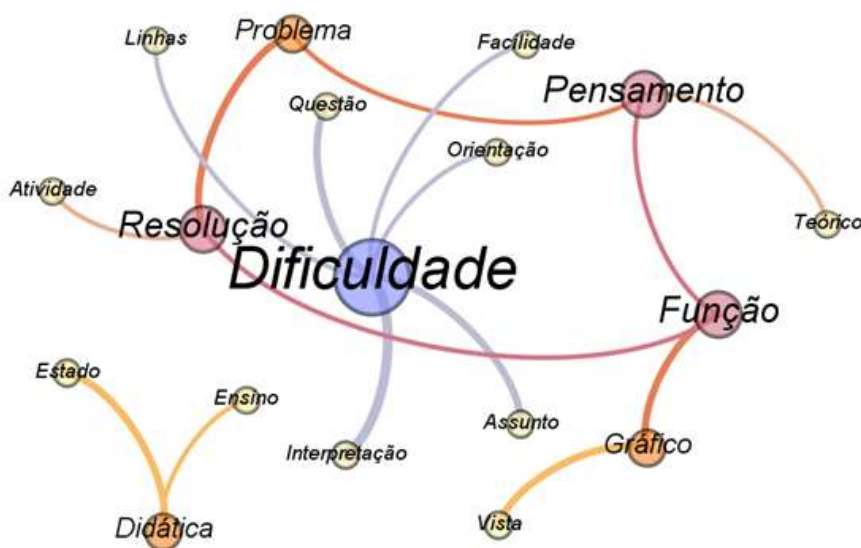 Linhas
Problema
Facilidade
Pensamento
Questão
Orientação
Atividade
Resolução
Teórico
Dificuldade
Função
Estado
Ensino
Assunto
Interpretação
Gráfico
Didática
Vista